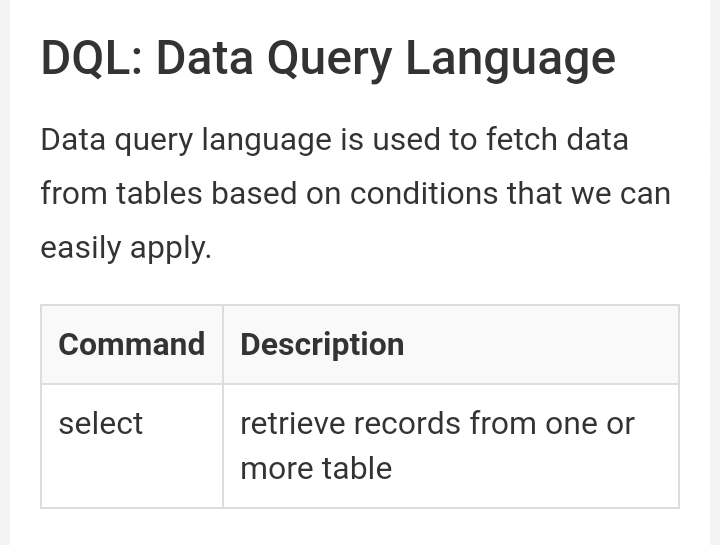 DQL: Data Query Language
Data query language is used to fetch data
from tables based on conditions that we can
easily apply.
Command Description
select retrieve records from one or
more table